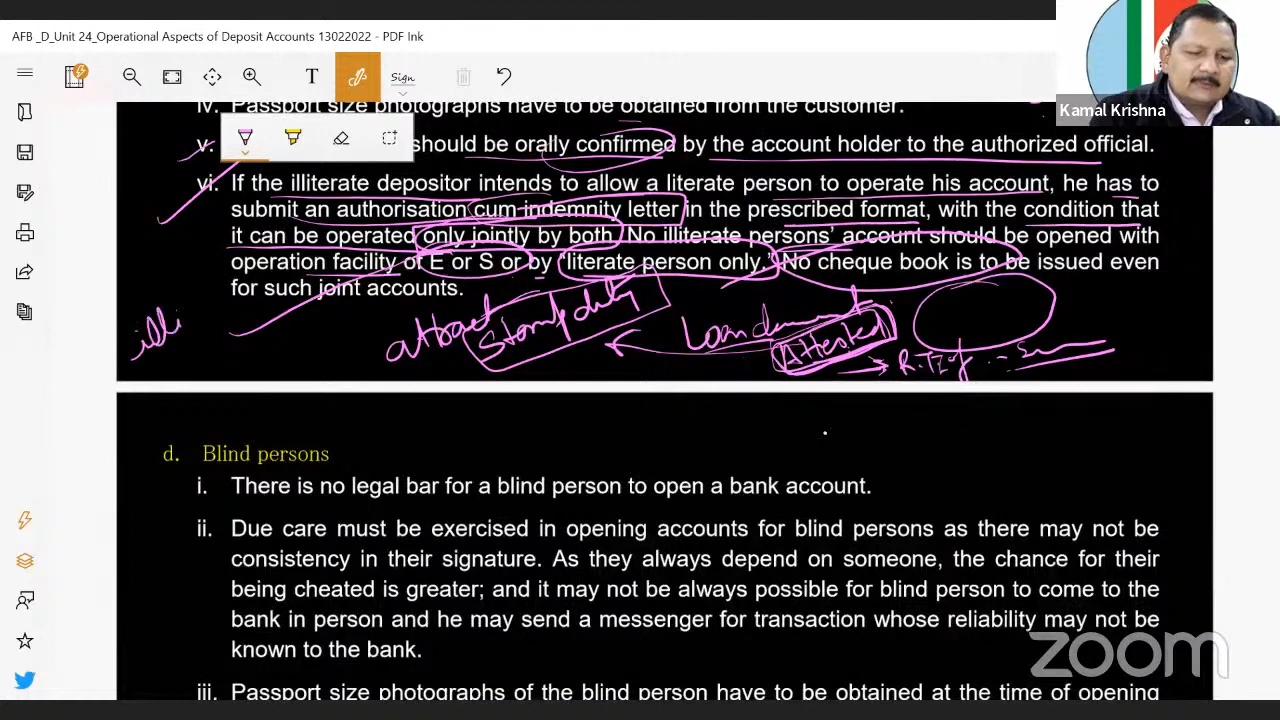 AFB _D_Unit 24_Operational Aspects of Deposit Accounts 13022022 - PDF Ink
T
Sign
Kamal Krishna
iv. Passport size photographs have to be obtained from the customer.
v. should be orally confirmed by the account holder to the authorized official.
vi. If the illiterate depositor intends to allow a literate person to operate his account, he has to
submit an authorisation cum indemnity letter in the prescribed format, with the condition that
it can be operated only jointly by both. No illiterate persons’ account should be opened with
operation facility of E or S or by “literate person only.” No cheque book is to be issued even
for such joint accounts.
illi
attract Stamp duty
Loan document
Attested
R.T.I of
d. Blind persons
i. There is no legal bar for a blind person to open a bank account.
ii. Due care must be exercised in opening accounts for blind persons as there may not be
consistency in their signature. As they always depend on someone, the chance for their
being cheated is greater; and it may not be always possible for blind person to come to the
bank in person and he may send a messenger for transaction whose reliability may not be
known to the bank.
zoom
iii. Passport size photographs of the blind person have to be obtained at the time of opening